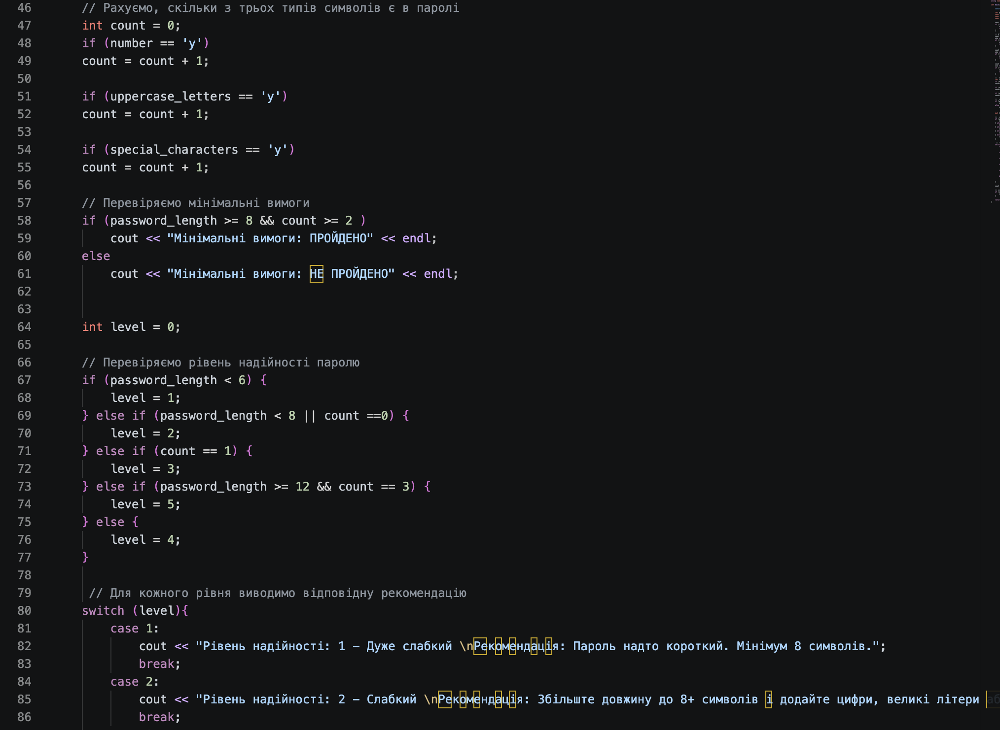 46 // Рахуємо, скільки з трьох типів символів є в паролі
47 int count = 0;
48 if (number == 'y')
49 count = count + 1;
50
51 if (uppercase_letters == 'y')
52 count = count + 1;
53
54 if (special_characters == 'y')
55 count = count + 1;
56
57 // Перевіряємо мінімальні вимоги
58 if (password_length >= 8 && count >= 2 )
59 cout << "Мінімальні вимоги: ПРОЙДЕНО" << endl;
60 else
61 cout << "Мінімальні вимоги: НЕ ПРОЙДЕНО" << endl;
62
63
64 int level = 0;
65
66 // Перевіряємо рівень надійності паролю
67 if (password_length < 6) {
68 level = 1;
69 } else if (password_length < 8 || count ==0) {
70 level = 2;
71 } else if (count == 1) {
72 level = 3;
73 } else if (password_length >= 12 && count == 3) {
74 level = 5;
75 } else {
76 level = 4;
77 }
78
79 // Для кожного рівня виводимо відповідну рекомендацію
80 switch (level){
81 case 1:
82 cout << "Рівень надійності: 1 – Дуже слабкий \nРекомендація: Пароль надто короткий. Мінімум 8 символів.";
83 break;
84 case 2:
85 cout << "Рівень надійності: 2 – Слабкий \nРекомендація: Збільште довжину до 8+ символів і додайте цифри, великі літери
86 break;